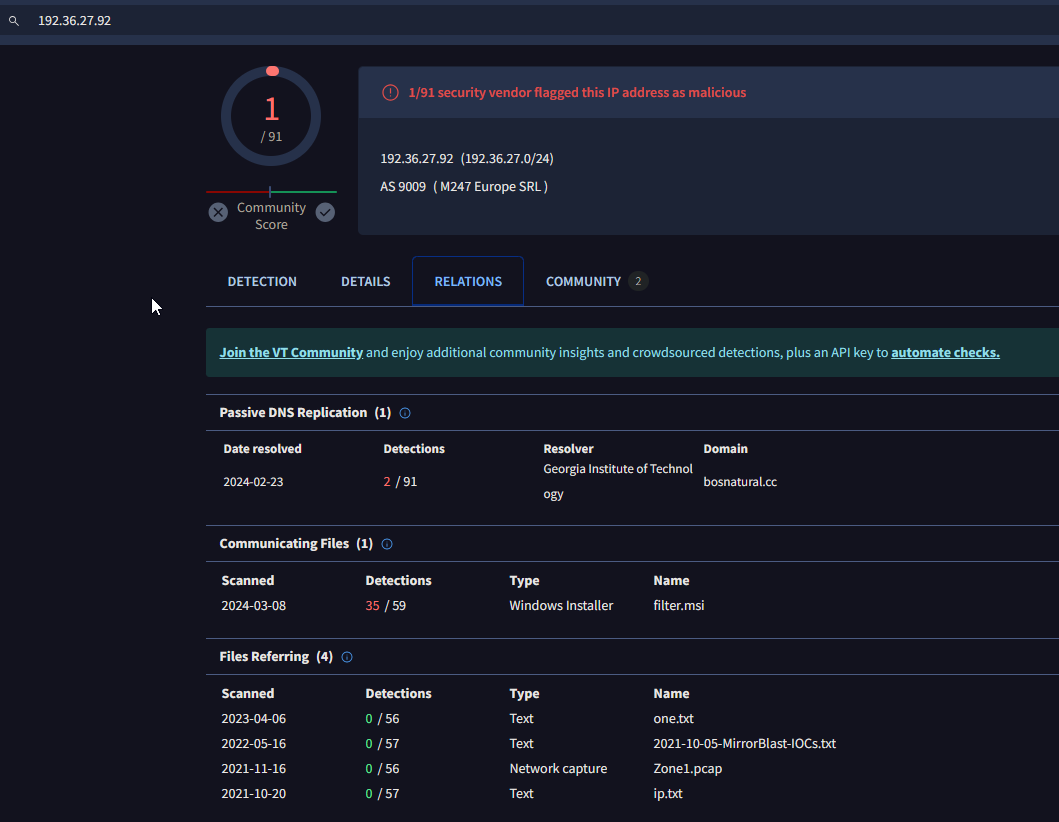 192.36.27.92
1
/ 91
Community
Score
1/91 security vendor flagged this IP address as malicious
192.36.27.92 (192.36.27.0/24)
AS 9009 ( M247 Europe SRL )
DETECTION DETAILS RELATIONS COMMUNITY 2
Join the VT Community and enjoy additional community insights and crowdsourced detections, plus an API key to automate checks.
Passive DNS Replication (1)
Date resolved Detections Resolver Domain
2024-02-23 2 / 91 Georgia Institute of Technol
ogy bosnatural.cc
Communicating Files (1)
Scanned Detections Type Name
2024-03-08 35 / 59 Windows Installer filter.msi
Files Referring (4)
Scanned Detections Type Name
2023-04-06 0 / 56 Text one.txt
2022-05-16 0 / 57 Text 2021-10-05-MirrorBlast-IOCs.txt
2021-11-16 0 / 56 Network capture Zone1.pcap
2021-10-20 0 / 57 Text ip.txt